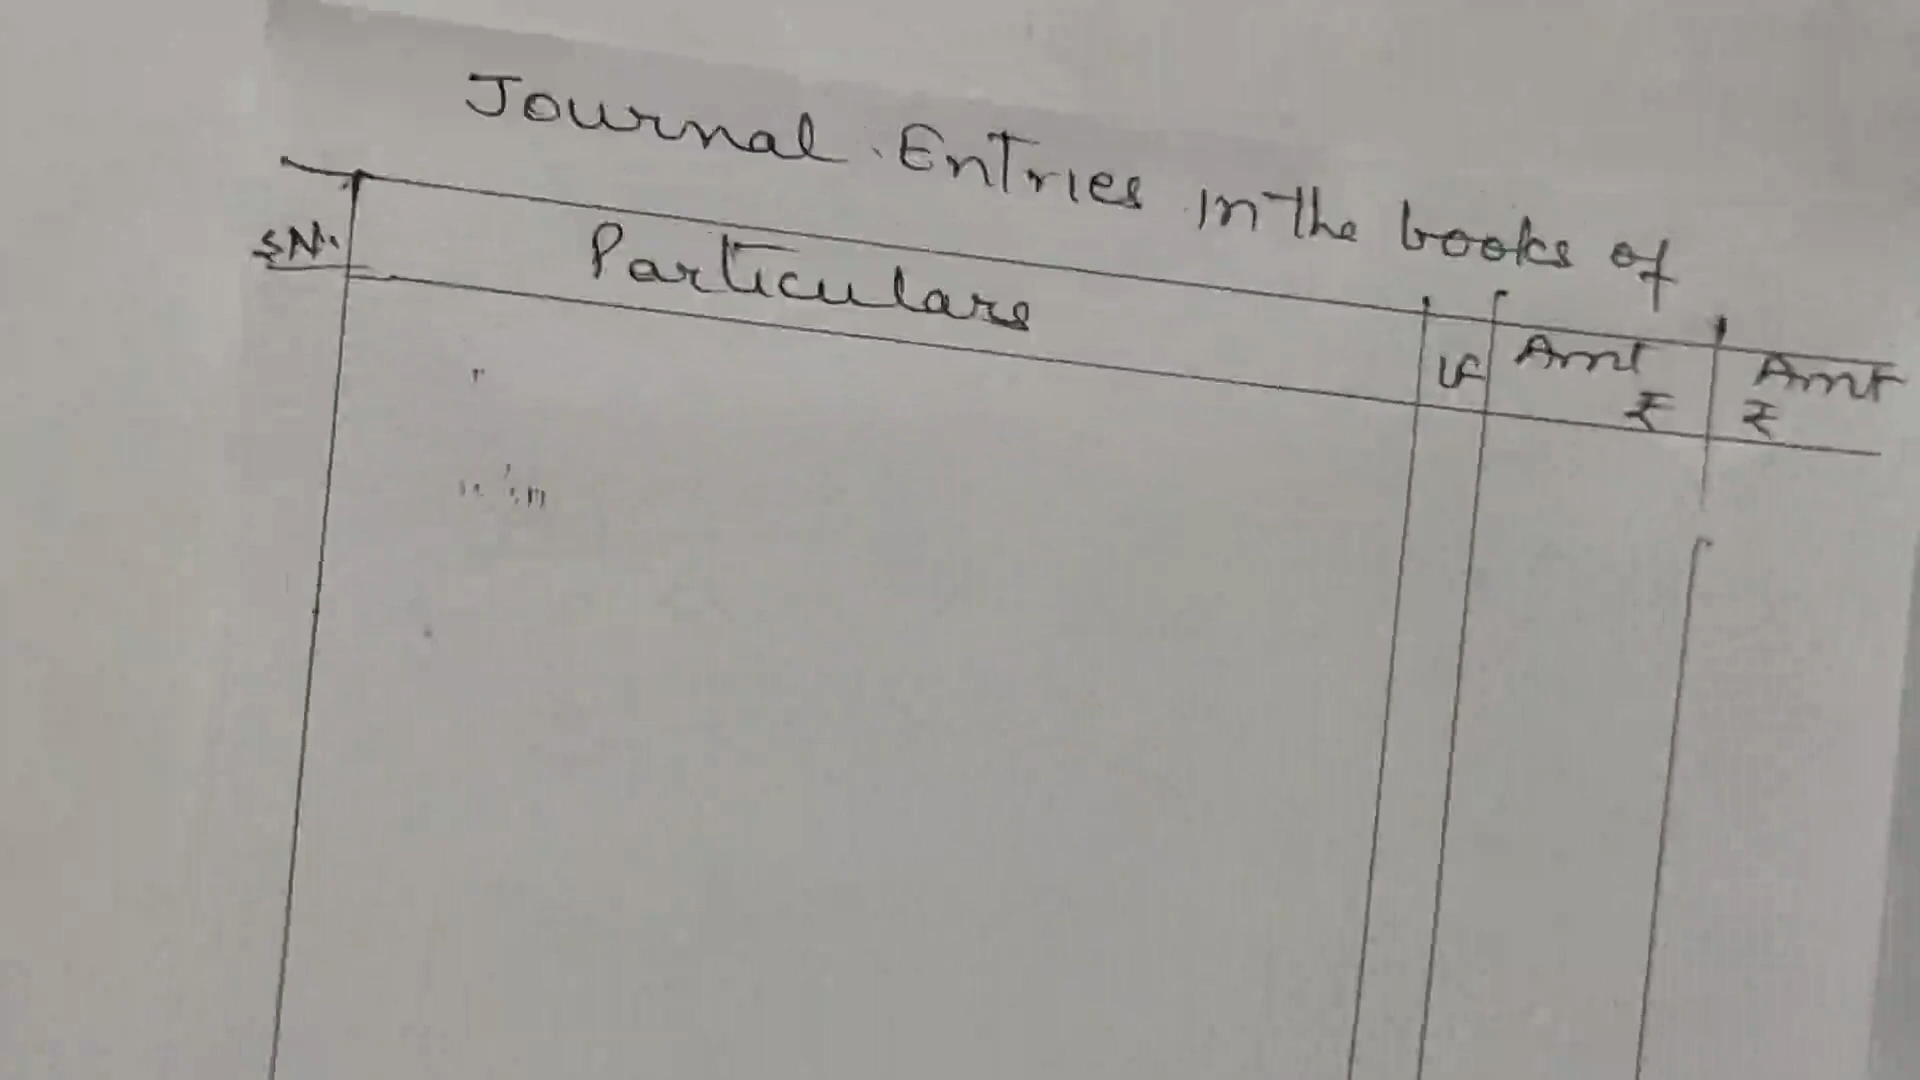 Journal Entries in the books of
S.N. Particulars LF Amt ₹ Amt ₹